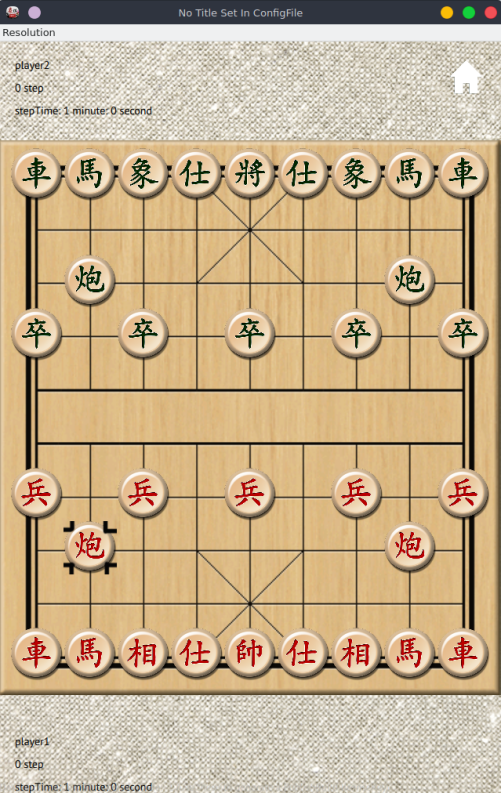 No Title Set In ConfigFile
Resolution
player2
0 step
stepTime: 1 minute: 0 second
車馬象仕將仕象馬車
炮炮
卒卒卒卒卒
兵兵兵兵兵
炮炮
車馬相仕帥仕相馬車
player1
0 step
stepTime: 1 minute: 0 second